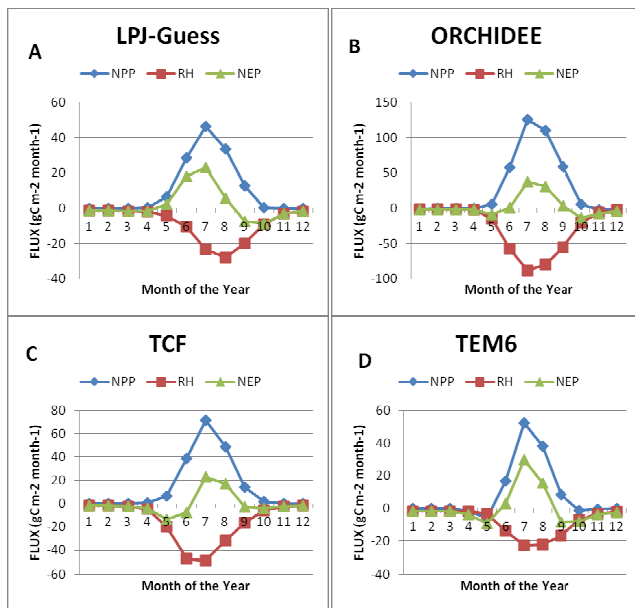 A
LPJ-Guess
NPP RH NEP
FLUX (gCm-2 month-1)
60
40
20
0
-20
-40
1 2 3 4 5 6 7 8 9 10 11 12
Month of the Year
B
ORCHIDEE
NPP RH NEP
FLUX (gCm-2 month-1)
150
100
50
0
-50
-100
1 2 3 4 5 6 7 8 9 10 11 12
Month of the Year
C
TCF
NPP RH NEP
FLUX (gCm-2 month-1)
80
60
40
20
0
-20
-40
-60
1 2 3 4 5 6 7 8 9 10 11 12
Month of the Year
D
TEM6
NPP RH NEP
FLUX (gCm-2 month-1)
60
40
20
0
-20
-40
1 2 3 4 5 6 7 8 9 10 11 12
Month of the Year